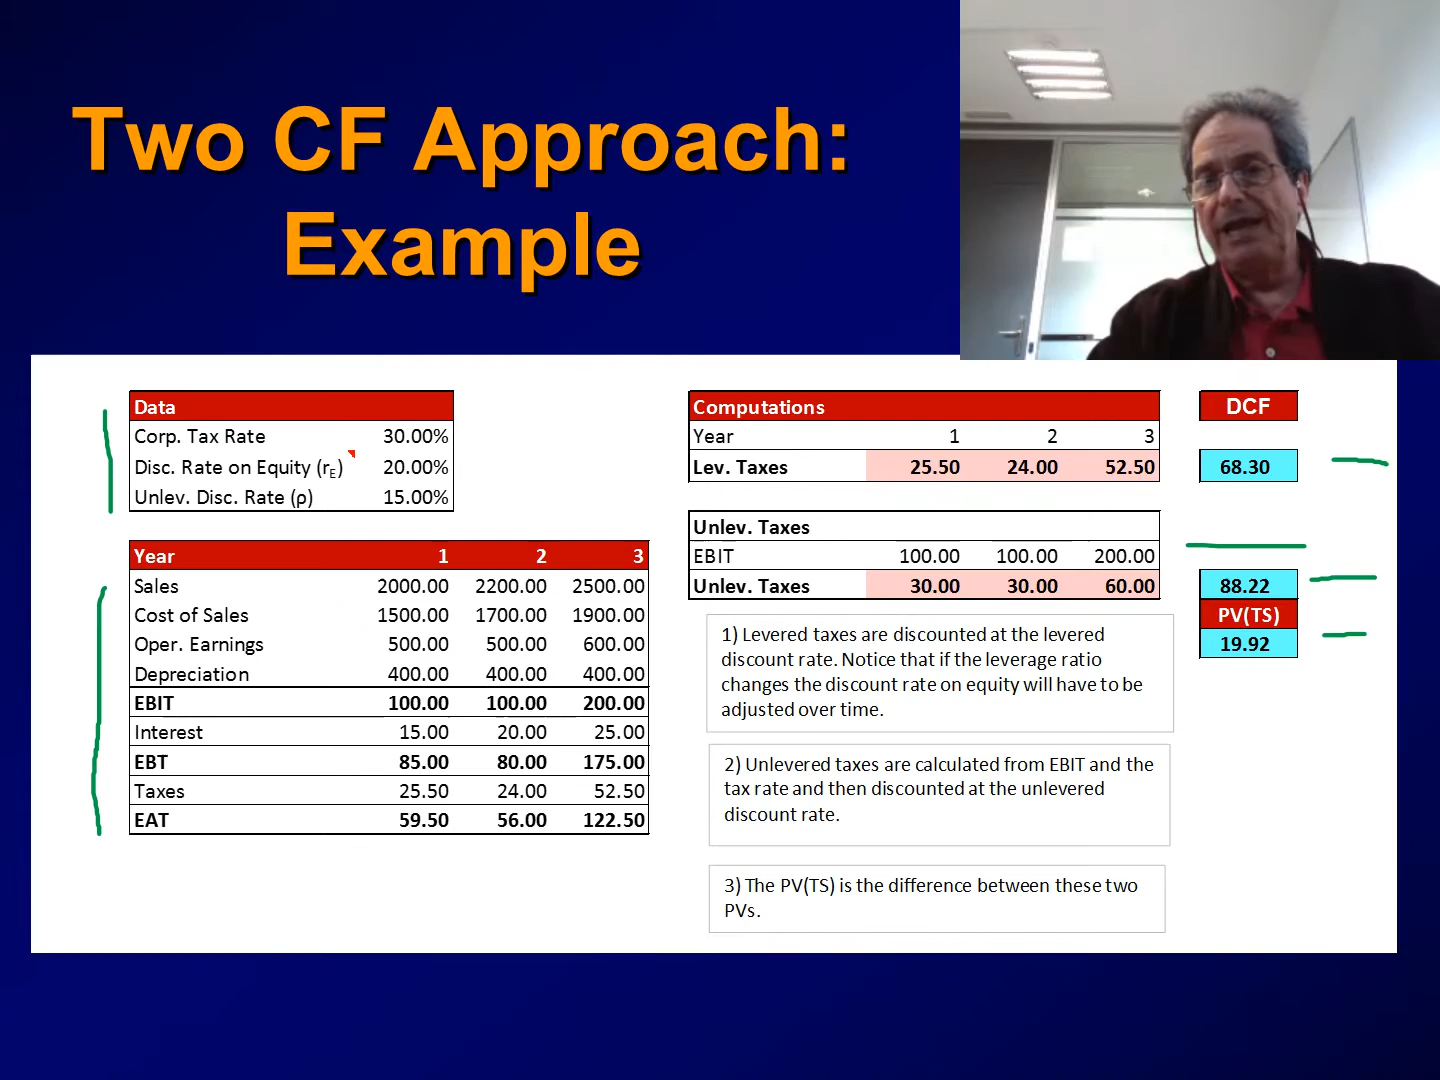 Two CF Approach:
Example
Data
Corp. Tax Rate 30.00%
Disc. Rate on Equity (rE) 20.00%
Unlev. Disc. Rate (ρ) 15.00%
Year 1 2 3
Sales 2000.00 2200.00 2500.00
Cost of Sales 1500.00 1700.00 1900.00
Oper. Earnings 500.00 500.00 600.00
Depreciation 400.00 400.00 400.00
EBIT 100.00 100.00 200.00
Interest 15.00 20.00 25.00
EBT 85.00 80.00 175.00
Taxes 25.50 24.00 52.50
EAT 59.50 56.00 122.50
Computations
Year 1 2 3
Lev. Taxes 25.50 24.00 52.50
DCF
68.30
Unlev. Taxes
EBIT 100.00 100.00 200.00
Unlev. Taxes 30.00 30.00 60.00
88.22
PV(TS)
19.92
1) Levered taxes are discounted at the levered
discount rate. Notice that if the leverage ratio
changes the discount rate on equity will have to be
adjusted over time.
2) Unlevered taxes are calculated from EBIT and the
tax rate and then discounted at the unlevered
discount rate.
3) The PV(TS) is the difference between these two
PVs.